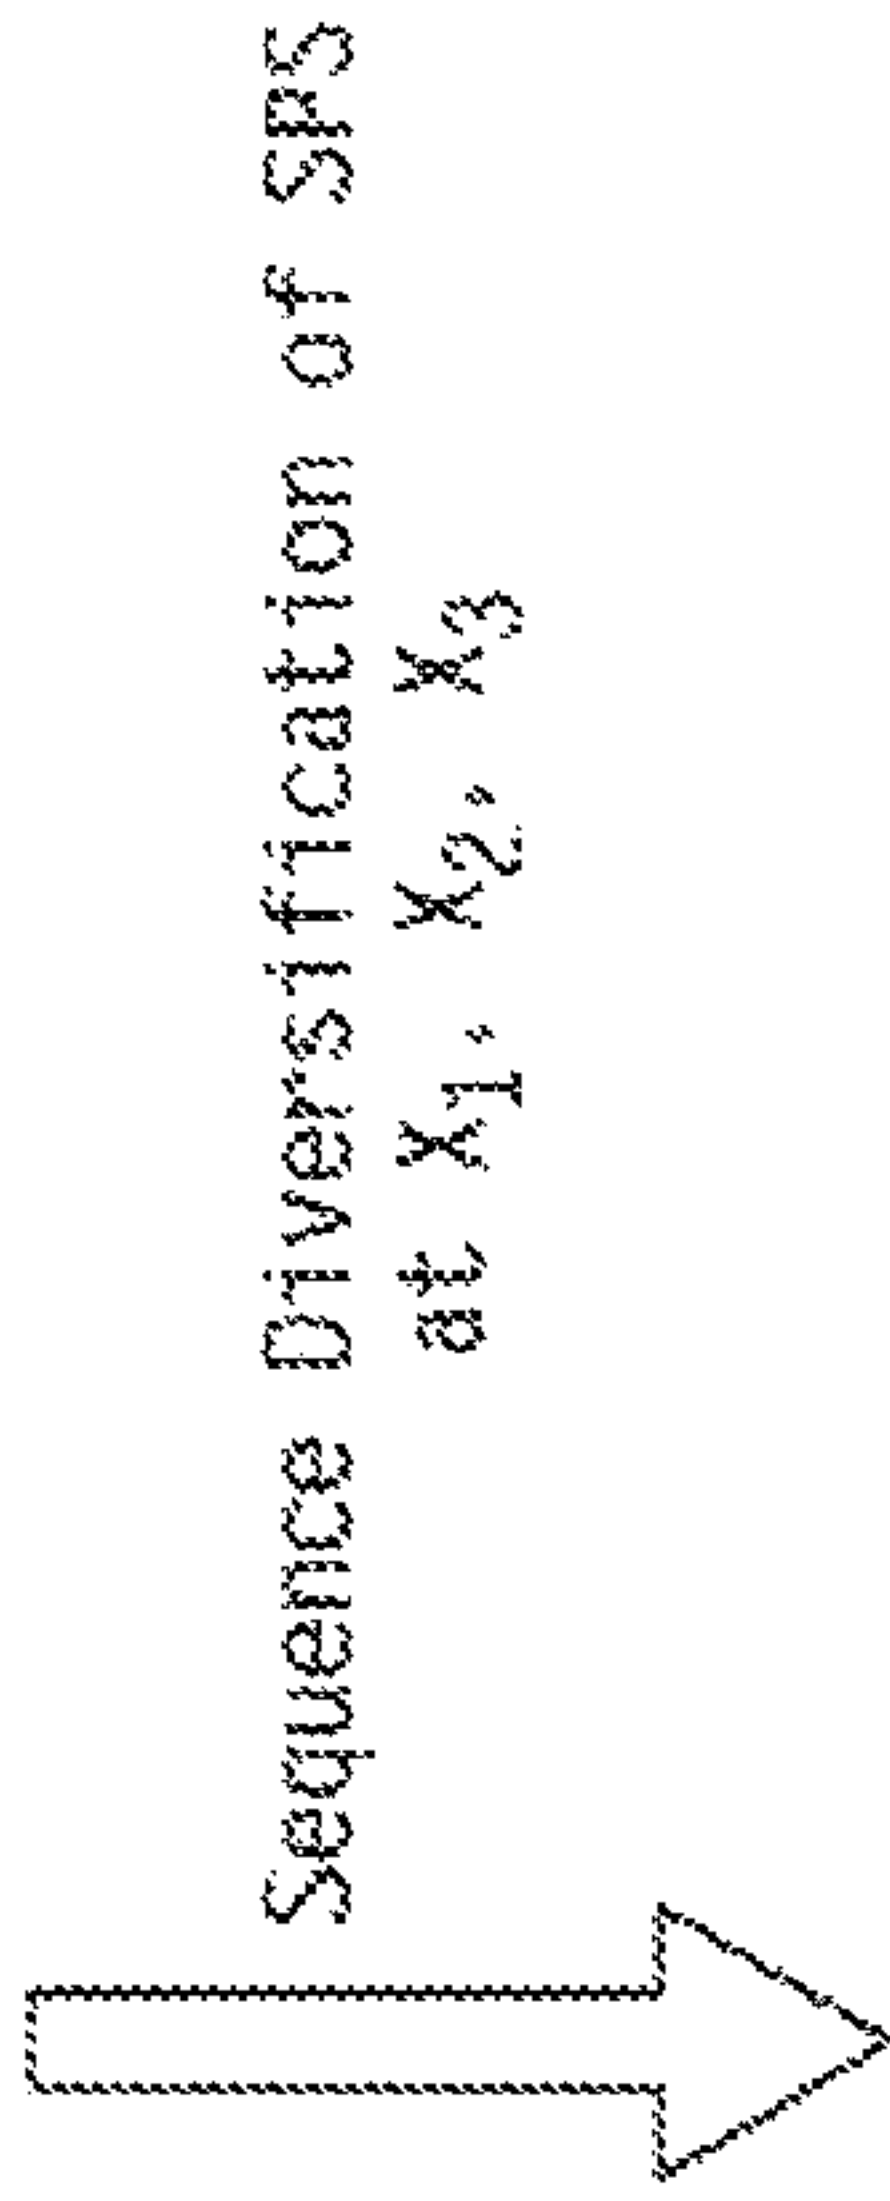 Sequence Diversification of SPS
at X₁, X₂, X₃